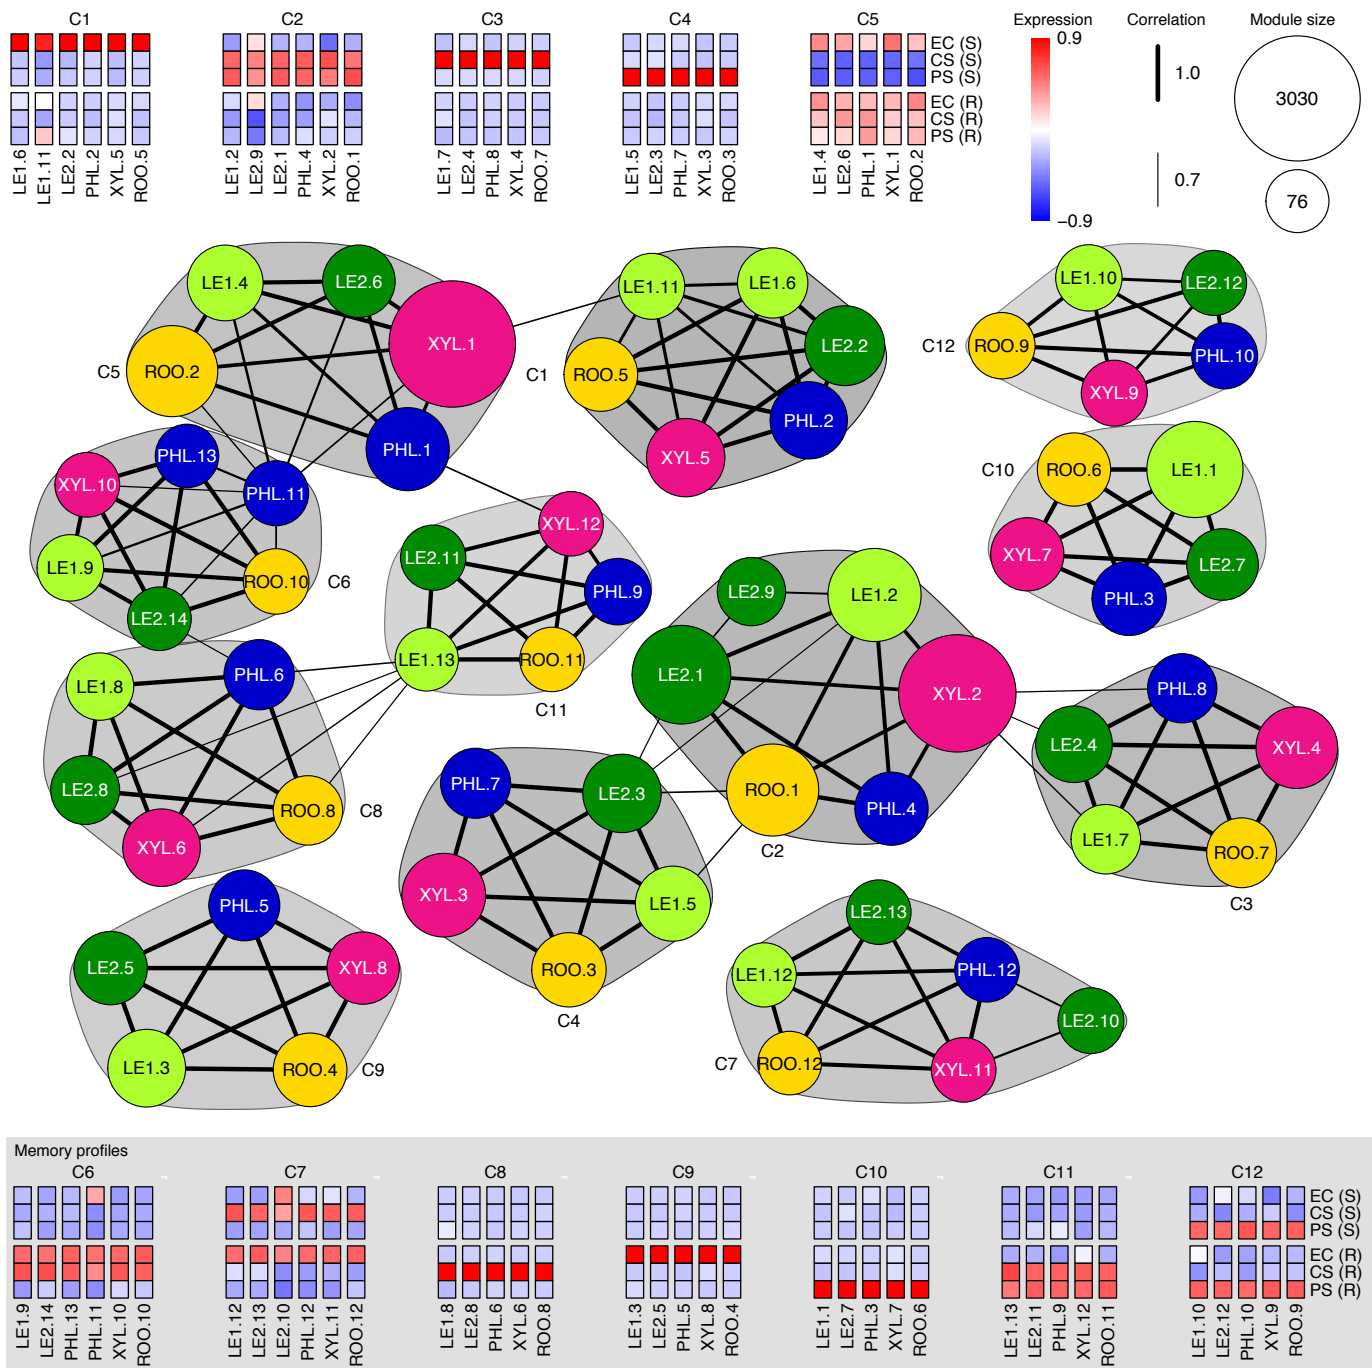 C1
C2
C3
C4
C5
Expression
Correlation
Module size
0.9
−0.9
1.0
0.7
3030
76
EC (S)
CS (S)
PS (S)
EC (R)
CS (R)
PS (R)
LE1.6
LE1.11
LE2.2
PHL.2
XYL.5
ROO.5
LE1.2
LE2.9
LE2.1
PHL.4
XYL.2
ROO.1
LE1.7
LE2.4
PHL.8
XYL.4
ROO.7
LE1.5
LE2.3
PHL.7
XYL.3
ROO.3
LE1.4
LE2.6
PHL.1
XYL.1
ROO.2
LE1.4
LE2.6
XYL.1
ROO.2
PHL.1
C5
LE1.11
LE1.6
LE2.2
ROO.5
PHL.2
XYL.5
C1
LE1.10
LE2.12
ROO.9
PHL.10
XYL.9
C12
PHL.13
XYL.10
PHL.11
LE1.9
ROO.10
LE2.14
C6
XYL.12
LE2.11
PHL.9
LE1.13
ROO.11
C11
C10
ROO.6
LE1.1
XYL.7
LE2.7
PHL.3
LE2.9
LE1.2
LE2.1
XYL.2
ROO.1
PHL.4
C2
PHL.6
LE1.8
LE2.8
ROO.8
XYL.6
C8
PHL.8
LE2.4
XYL.4
LE1.7
ROO.7
C3
PHL.7
LE2.3
XYL.3
LE1.5
ROO.3
C4
PHL.5
LE2.5
XYL.8
LE1.3
ROO.4
C9
LE2.13
LE1.12
PHL.12
LE2.10
ROO.12
XYL.11
C7
Memory profiles
C6
C7
C8
C9
C10
C11
C12
EC (S)
CS (S)
PS (S)
EC (R)
CS (R)
PS (R)
LE1.9
LE2.14
PHL.13
PHL.11
XYL.10
ROO.10
LE1.12
LE2.13
LE2.10
PHL.12
XYL.11
ROO.12
LE1.8
LE2.8
PHL.6
XYL.6
ROO.8
LE1.3
LE2.5
PHL.5
XYL.8
ROO.4
LE1.1
LE2.7
PHL.3
XYL.7
ROO.6
LE1.13
LE2.11
PHL.9
XYL.12
ROO.11
LE1.10
LE2.12
PHL.10
XYL.9
ROO.9